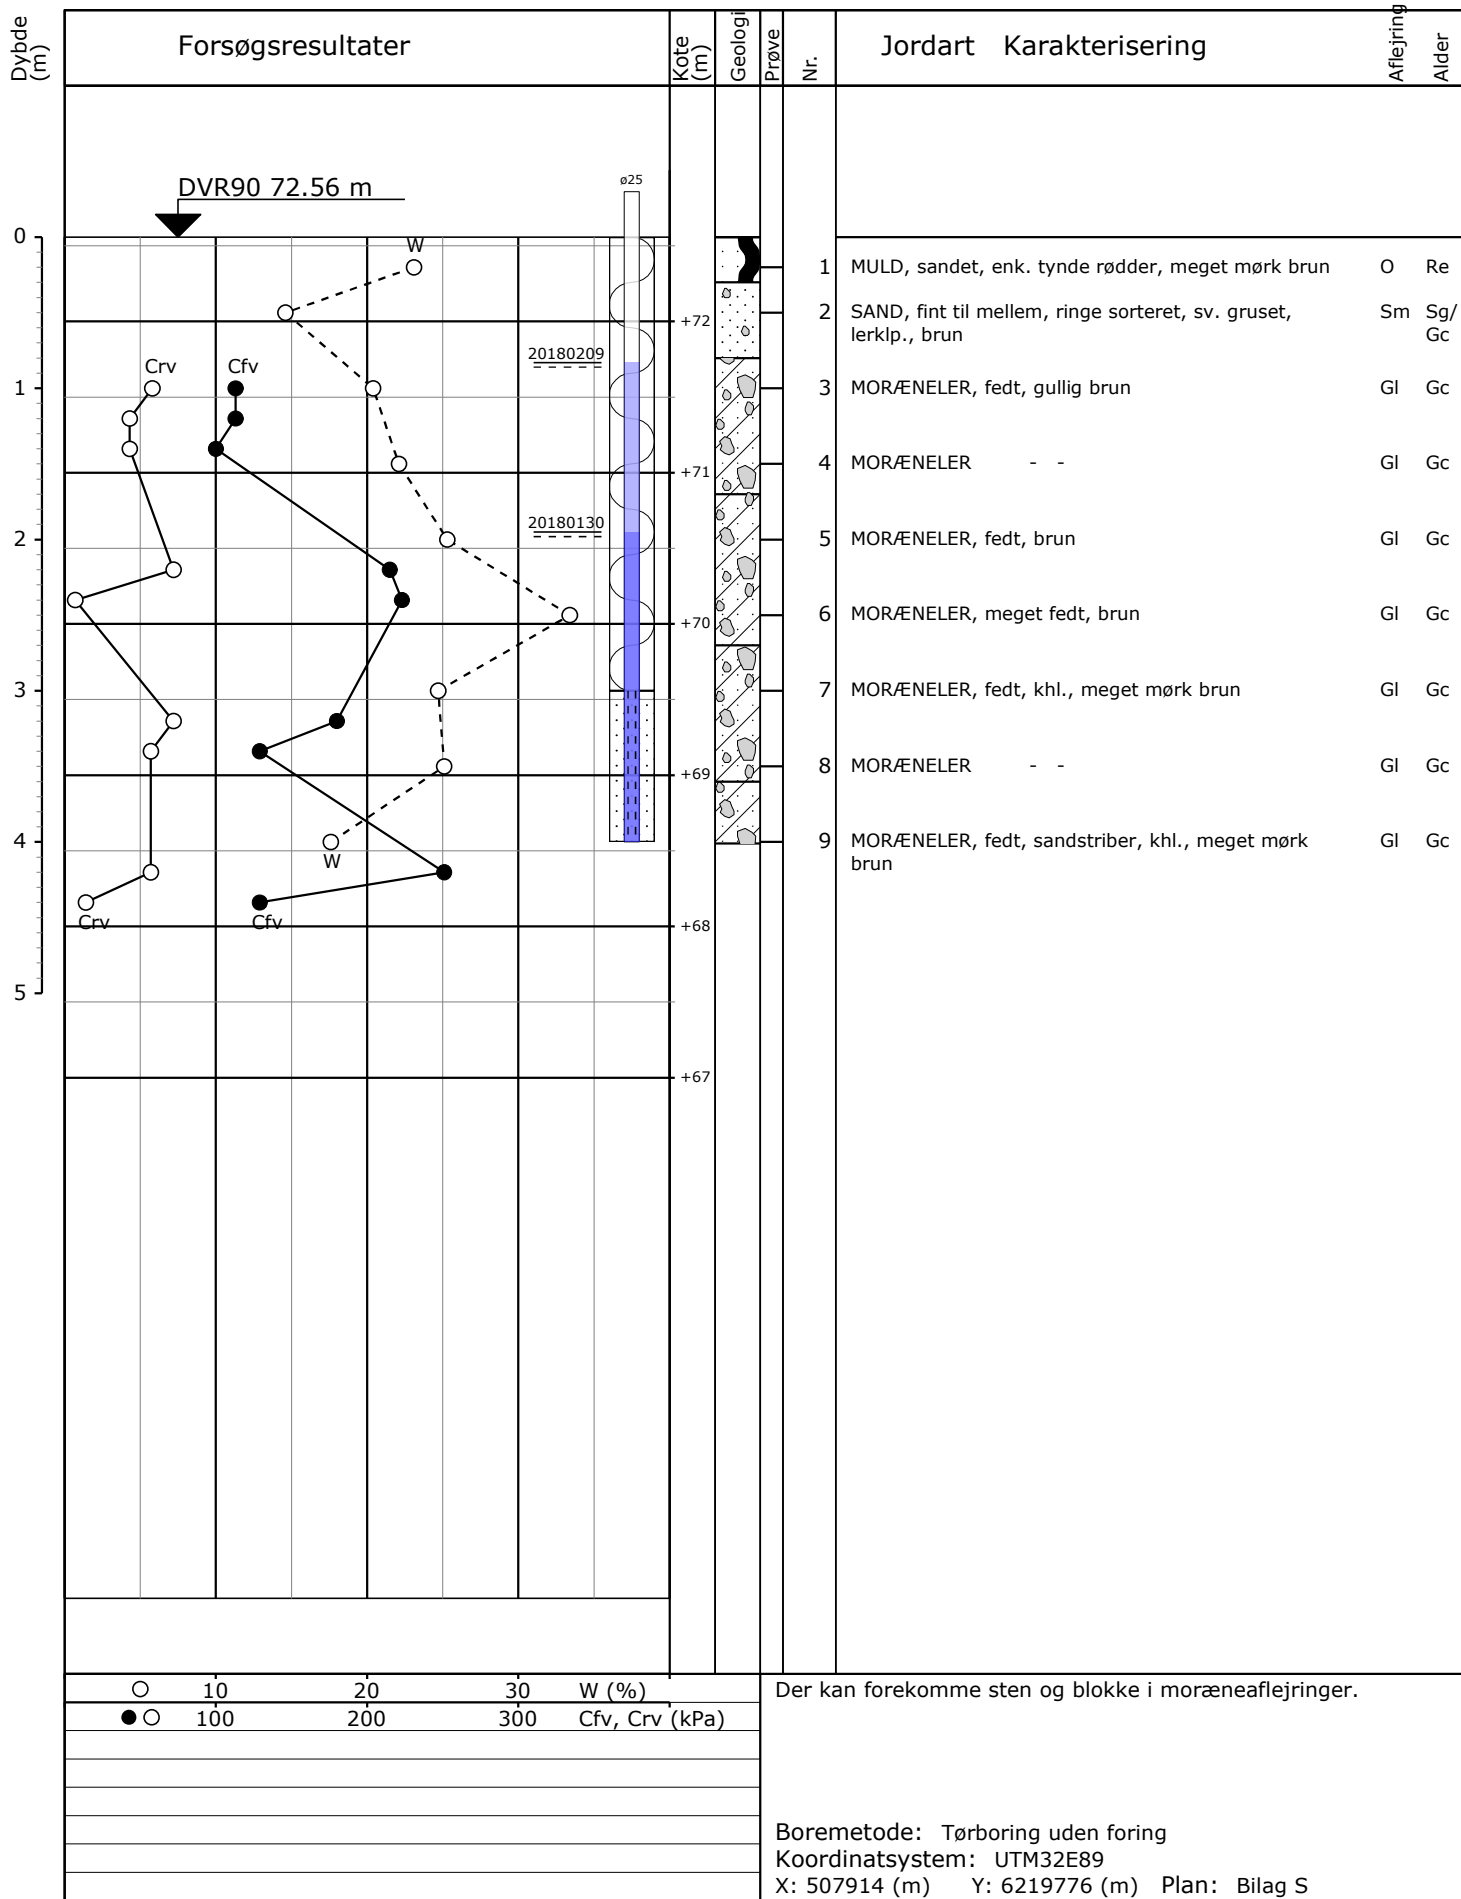 Dybde (m)
Forsøgsresultater
Kote (m)
Geologi
Prøve
Nr.
Jordart Karakterisering
Aflejring
Alder
DVR90 72.56 m
ø25
0
W
1 MULD, sandet, enk. tynde rødder, meget mørk brun O Re
2 SAND, fint til mellem, ringe sorteret, sv. gruset, Sm Sg/
lerklp., brun Gc
+72
20180209
Crv
Cfv
1
3 MORÆNELER, fedt, gullig brun Gl Gc
4 MORÆNELER - - Gl Gc
+71
20180130
2
5 MORÆNELER, fedt, brun Gl Gc
6 MORÆNELER, meget fedt, brun Gl Gc
+70
3
7 MORÆNELER, fedt, khl., meget mørk brun Gl Gc
8 MORÆNELER - - Gl Gc
+69
4
9 MORÆNELER, fedt, sandstriber, khl., meget mørk Gl Gc
brun
W
Crv
Cfv
+68
5
+67
10 20 30 W (%)
100 200 300 Cfv, Crv (kPa)
Der kan forekomme sten og blokke i moræneaflejringer.
Boremetode: Tørboring uden foring
Koordinatsystem: UTM32E89
X: 507914 (m) Y: 6219776 (m) Plan: Bilag S